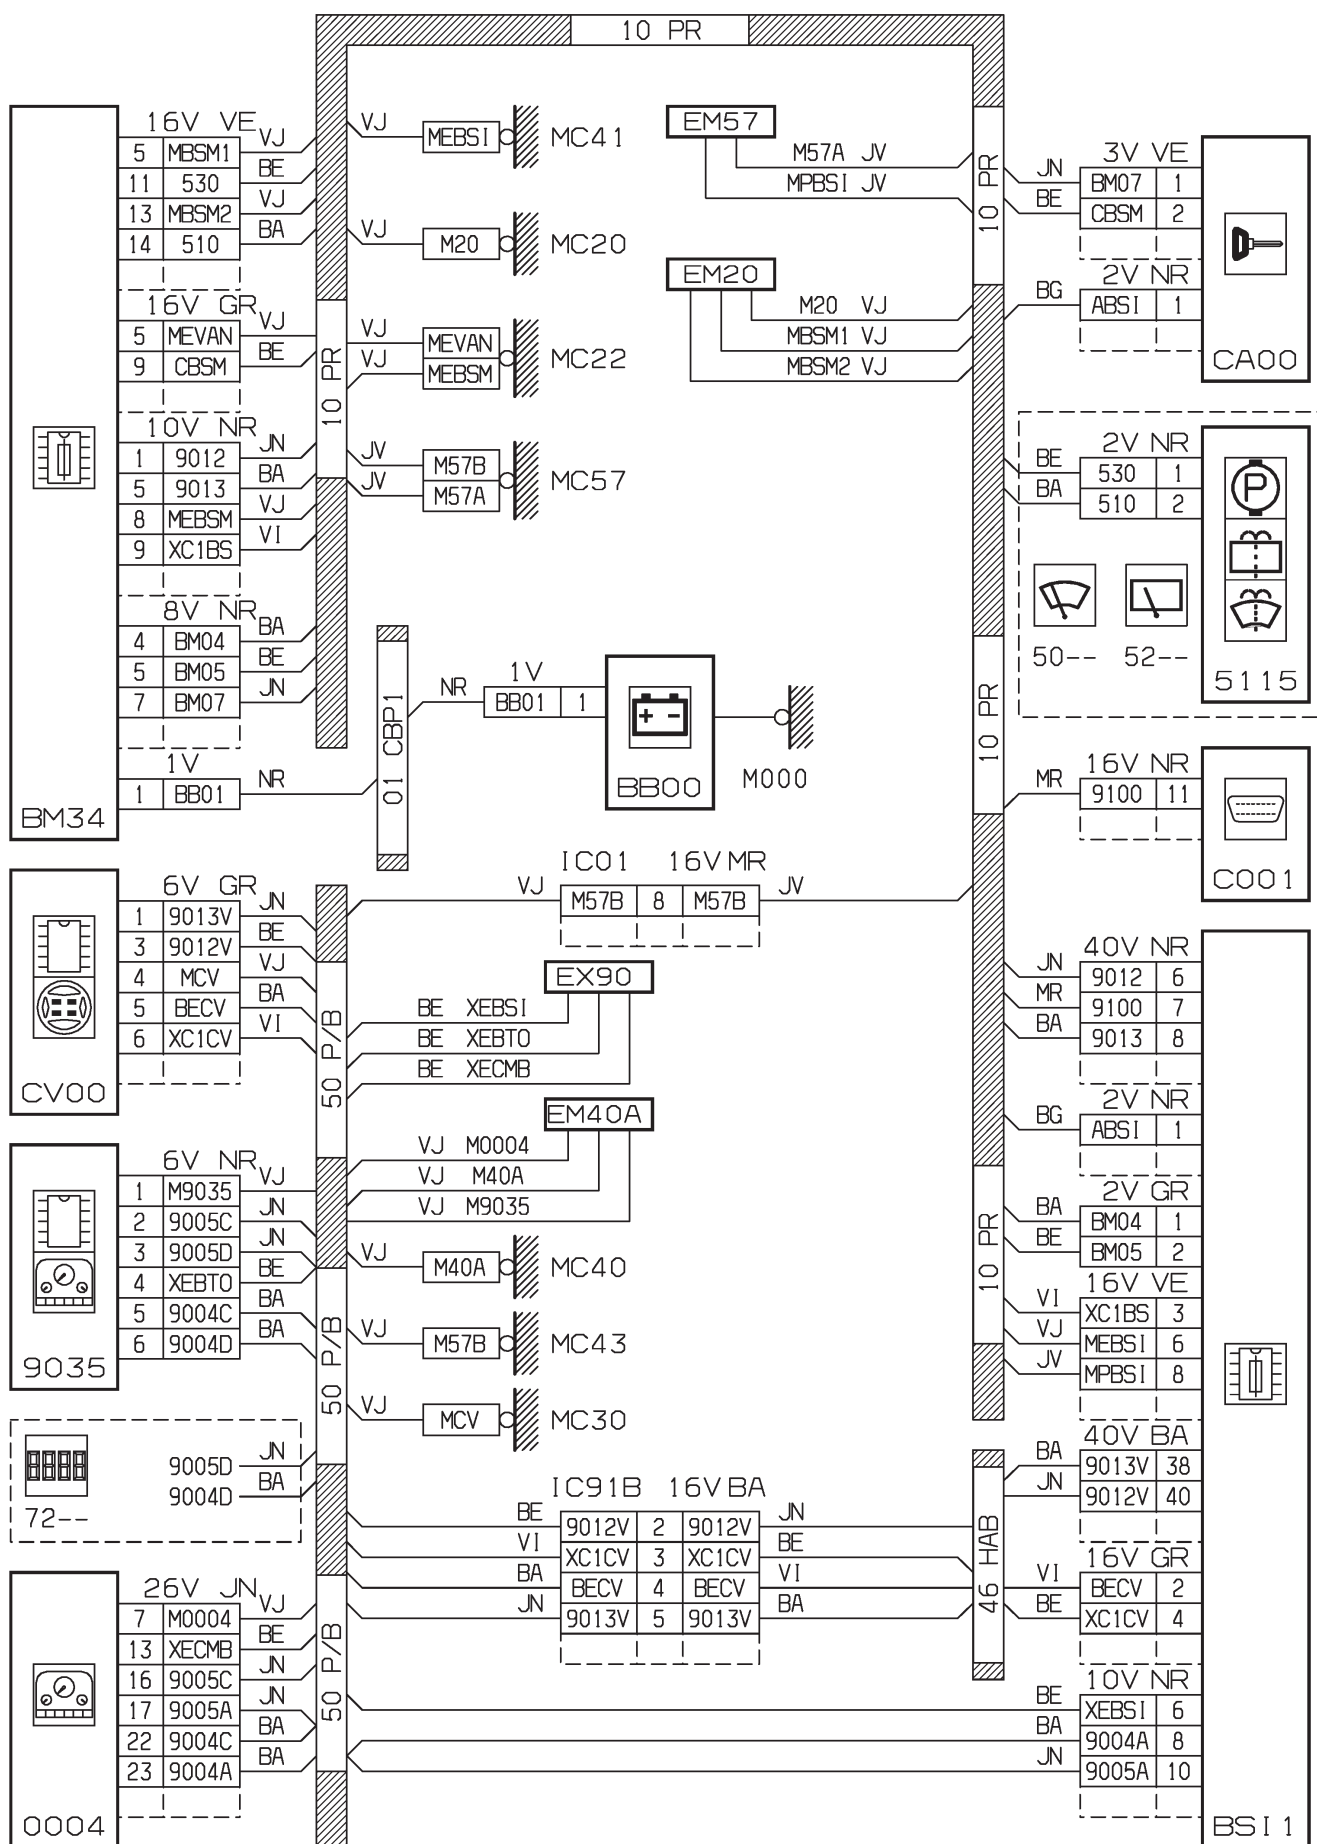 10 PR
16V VE
5 MBSM1 VJ
11 530 BE
13 MBSM2 VJ
14 510 BA
16V GR
5 MEVAN VJ
9 CBSM BE
10V NR
1 9012 JN
5 9013 BA
8 MEBSM VJ
9 XC1BS VI
8V NR
4 BM04 BA
5 BM05 BE
7 BM07 JN
1V
1 BB01 NR
BM34
10 PR
VJ MEBSI MC41
VJ M20 MC20
VJ MEVAN
VJ MEBSM
MC22
JV M57B
JV M57A
MC57
EM57
M57A JV
MPBSI JV
EM20
M20 VJ
MBSM1 VJ
MBSM2 VJ
10 PR
3V VE
JN BM07 1
BE CBSM 2
2V NR
BG ABSI 1
CA00
2V NR
BE 530 1
BA 510 2
50-- 52--
5115
01 CBP1
1V
NR BB01 1
BB00
M000
10 PR
16V NR
MR 9100 11
C001
6V GR
1 9013V JN
3 9012V BE
4 MCV VJ
5 BECV BA
6 XC1CV VI
CV00
50 P/B
IC01 16V MR
VJ M57B 8 M57B JV
EX90
BE XEBSI
BE XEBTO
BE XECMB
EM40A
VJ M0004
VJ M40A
VJ M9035
40V NR
JN 9012 6
MR 9100 7
BA 9013 8
2V NR
BG ABSI 1
2V GR
BA BM04 1
BE BM05 2
10 PR
16V VE
VI XC1BS 3
VJ MEBSI 6
JV MPBSI 8
6V NR
1 M9035 VJ
2 9005C JN
3 9005D JN
4 XEBTO BE
5 9004C BA
6 9004D BA
9035
50 P/B
VJ M40A MC40
VJ M57B MC43
VJ MCV MC30
9005D JN
9004D BA
72--
40V BA
BA 9013V 38
JN 9012V 40
IC91B 16V BA
BE 9012V 2 9012V JN
VI XC1CV 3 XC1CV BE
BA BECV 4 BECV VI
JN 9013V 5 9013V BA
46 HAB
16V GR
VI BECV 2
BE XC1CV 4
26V JN
7 M0004 VJ
13 XECMB BE
16 9005C JN
17 9005A JN
22 9004C BA
23 9004A BA
0004
50 P/B
10V NR
BE XEBSI 6
BA 9004A 8
JN 9005A 10
BSI1